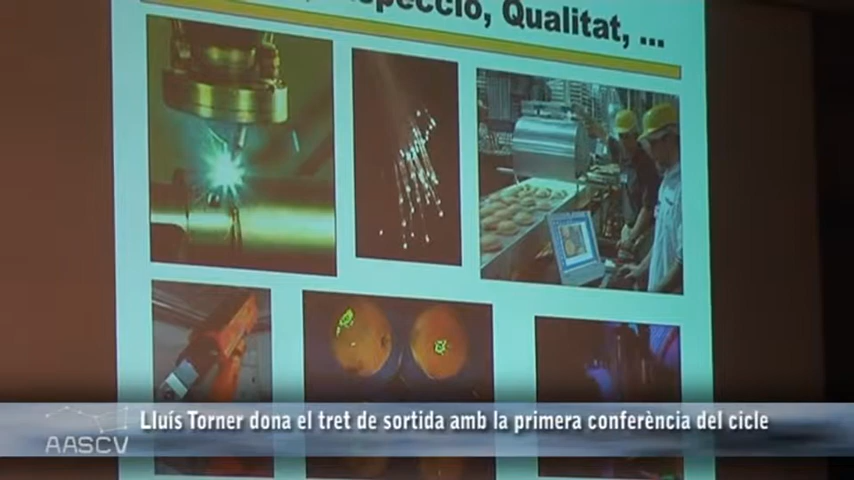 Qualitat, ...
Lluís Torner dona el tret de sortida amb la primera conferència del cicle
AASCV